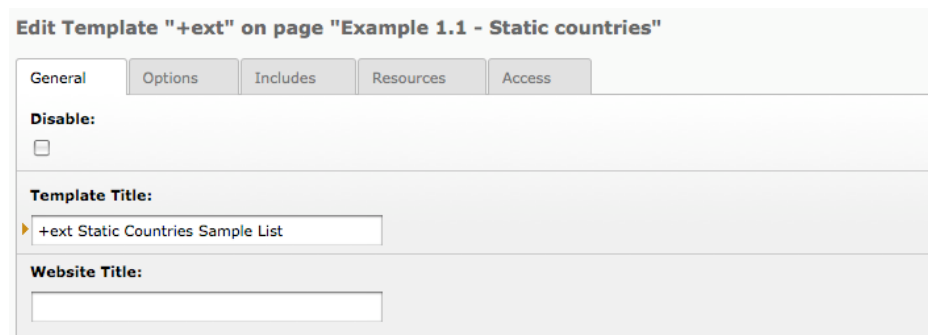 Edit Template "+ext" on page "Example 1.1 - Static countries"
General Options Includes Resources Access
Disable:
Template Title:
+ext Static Countries Sample List
Website Title: